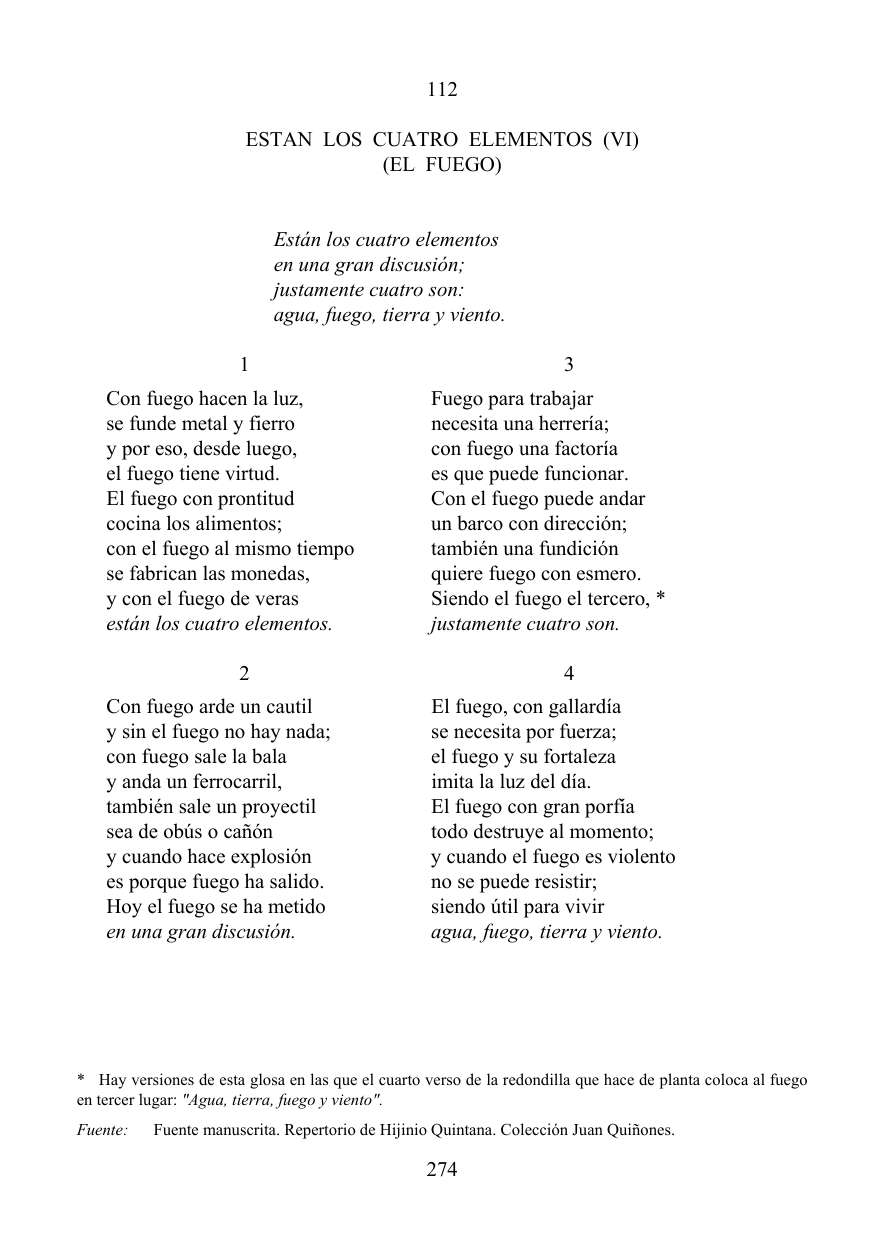 112
ESTAN LOS CUATRO ELEMENTOS (VI)
(EL FUEGO)
Están los cuatro elementos
en una gran discusión;
justamente cuatro son:
agua, fuego, tierra y viento.
1
Con fuego hacen la luz,
se funde metal y fierro
y por eso, desde luego,
el fuego tiene virtud.
El fuego con prontitud
cocina los alimentos;
con el fuego al mismo tiempo
se fabrican las monedas,
y con el fuego de veras
están los cuatro elementos.
2
Con fuego arde un cautil
y sin el fuego no hay nada;
con fuego sale la bala
y anda un ferrocarril,
también sale un proyectil
sea de obús o cañón
y cuando hace explosión
es porque fuego ha salido.
Hoy el fuego se ha metido
en una gran discusión.
3
Fuego para trabajar
necesita una herrería;
con fuego una factoría
es que puede funcionar.
Con el fuego puede andar
un barco con dirección;
también una fundición
quiere fuego con esmero.
Siendo el fuego el tercero, *
justamente cuatro son.
4
El fuego, con gallardía
se necesita por fuerza;
el fuego y su fortaleza
imita la luz del día.
El fuego con gran porfía
todo destruye al momento;
y cuando el fuego es violento
no se puede resistir;
siendo útil para vivir
agua, fuego, tierra y viento.
* Hay versiones de esta glosa en las que el cuarto verso de la redondilla que hace de planta coloca al fuego
en tercer lugar: "Agua, tierra, fuego y viento".
Fuente: Fuente manuscrita. Repertorio de Hijinio Quintana. Colección Juan Quiñones.
274